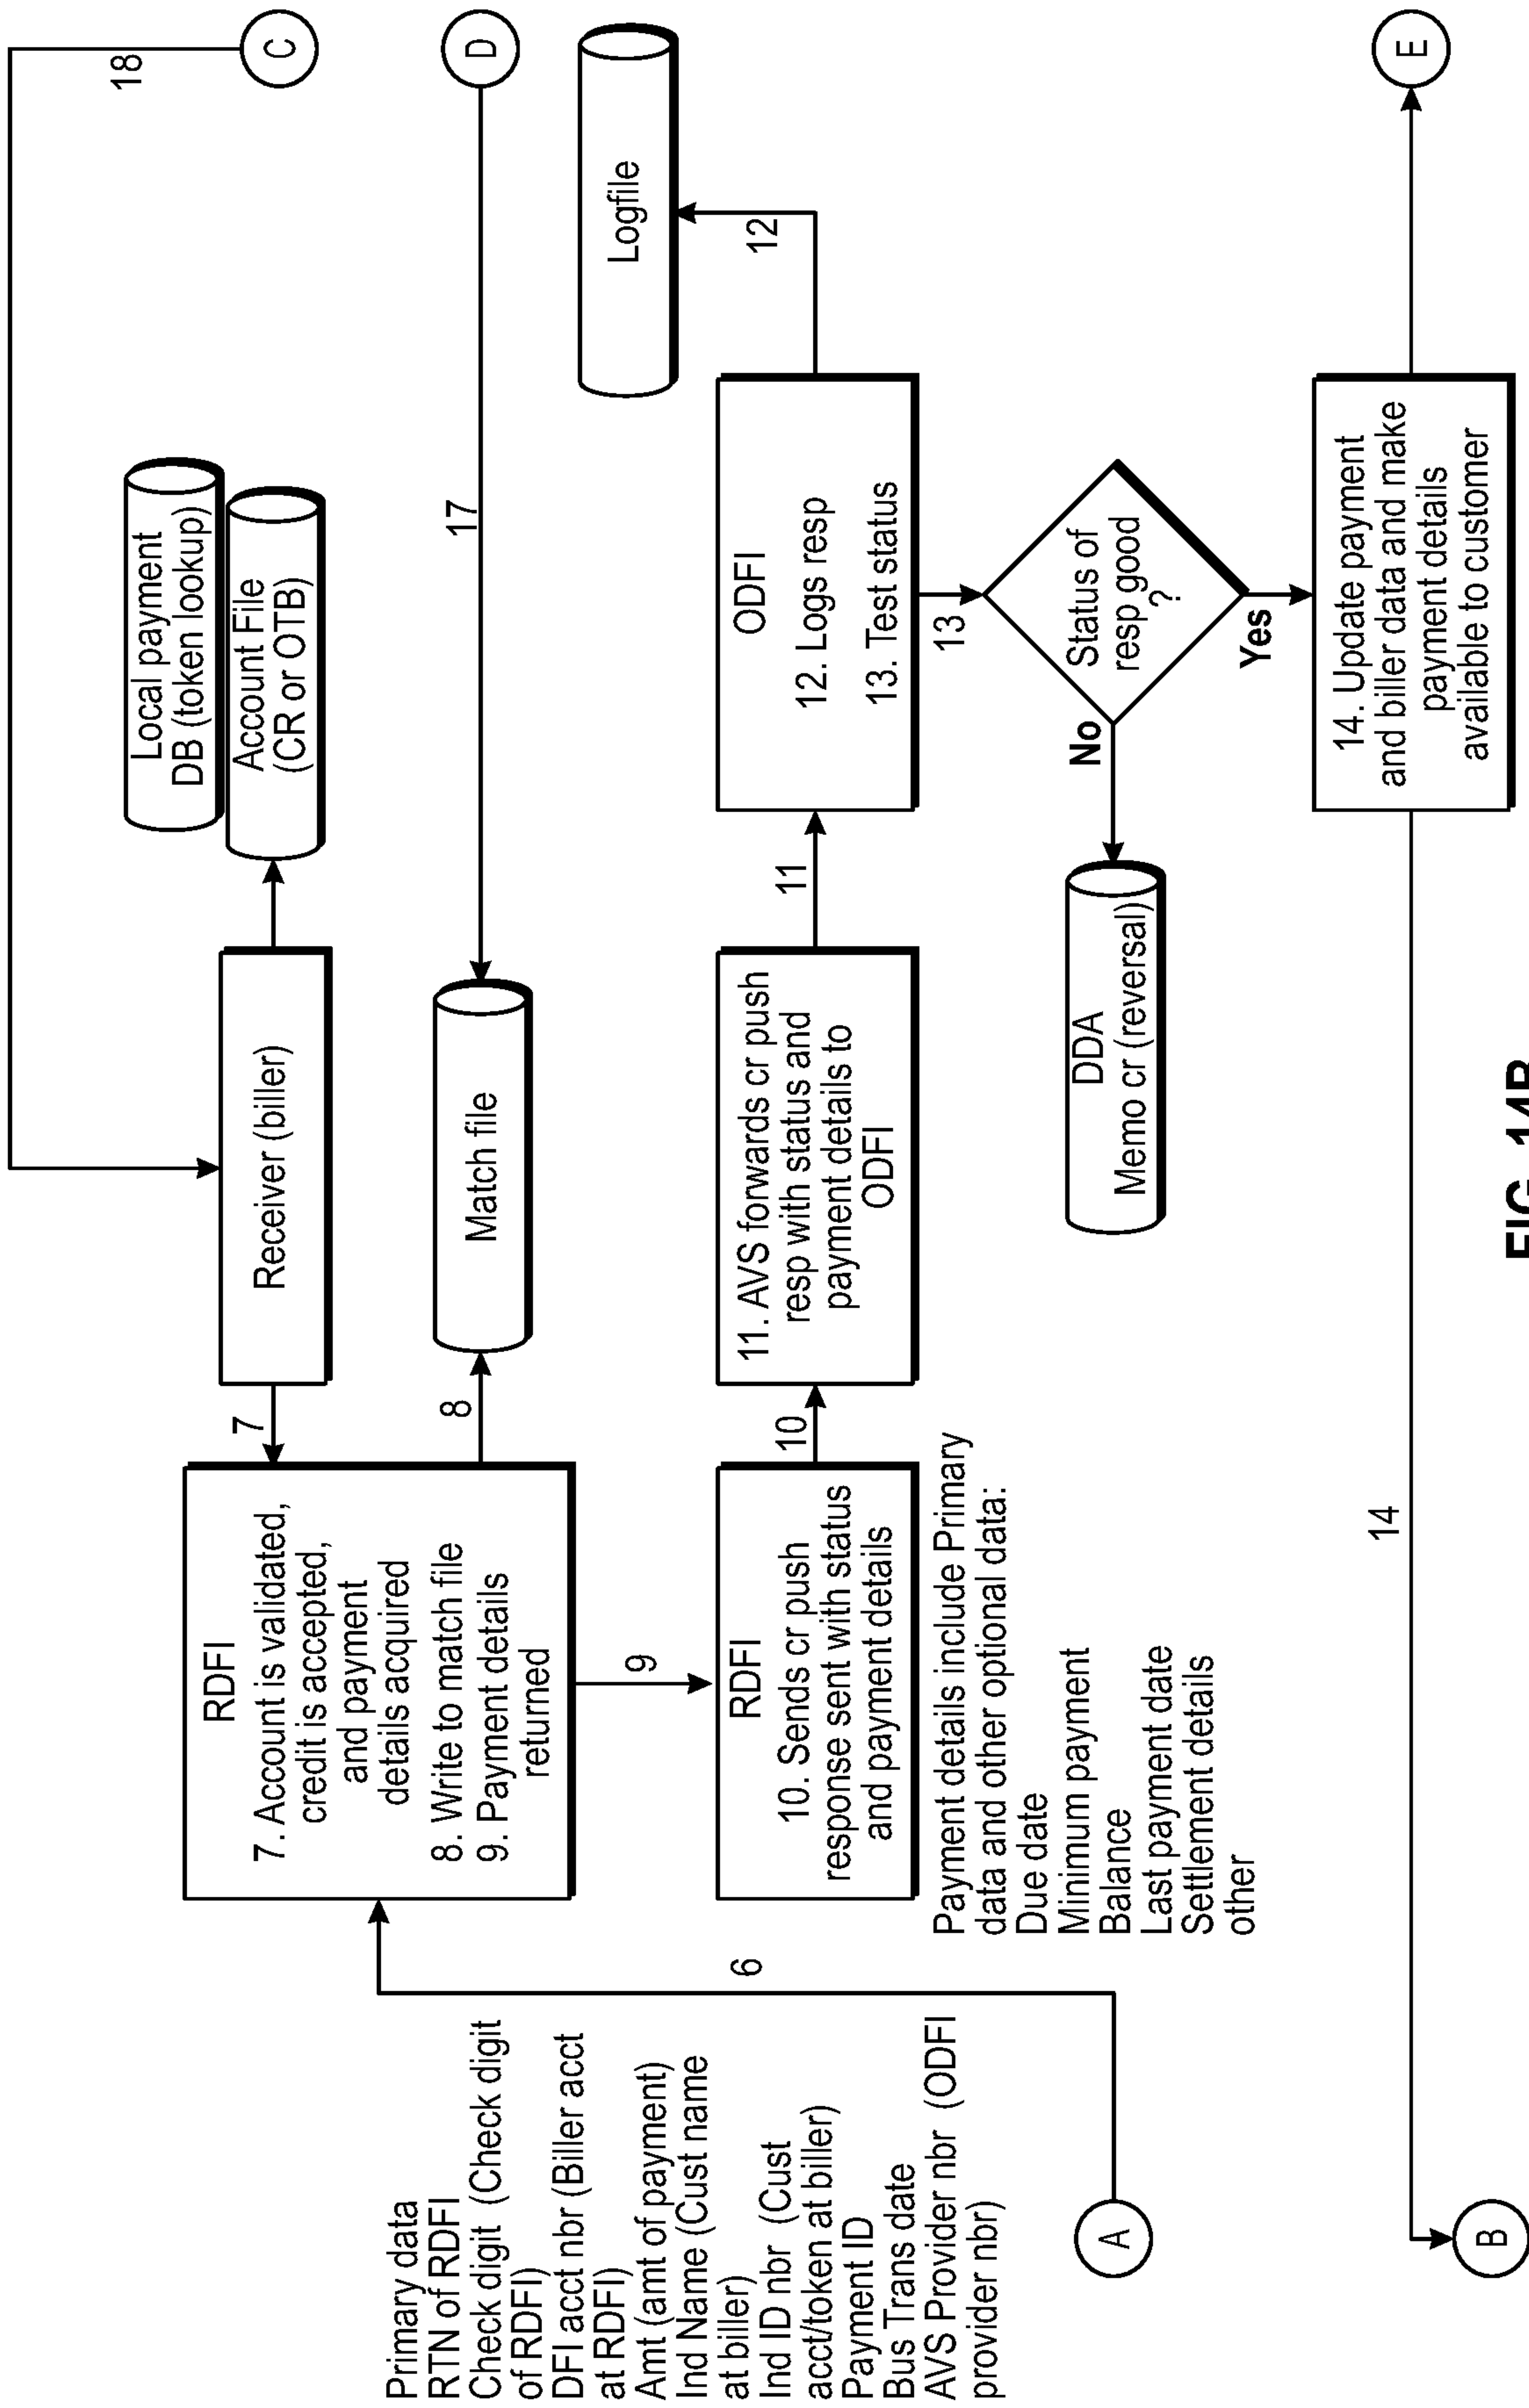 18
C
Local payment
DB (token lookup)
Account File
(CR or OTB)
Receiver (biller)
7
RDFI
7. Account is validated,
credit is accepted,
and payment
details acquired
8. Write to match file
9. Payment details
returned
8
Match file
17
D
Primary data
RTN of RDFI
Check digit (Check digit
of RDFI)
DFI acct nbr (Biller acct
at RDFI)
Amt (amt of payment)
Ind Name (Cust name
at biller)
Ind ID nbr (Cust
acct/token at biller)
Payment ID
Bus Trans date
AVS Provider nbr (ODFI
provider nbr)
6
A
9
RDFI
10. Sends cr push
response sent with status
and payment details
Payment details include Primary
data and other optional data:
Due date
Minimum payment
Balance
Last payment date
Settlement details
other
10
11. AVS forwards cr push
resp with status and
payment details to
ODFI
11
ODFI
12. Logs resp
13. Test status
12
Logfile
13
Status of
resp good
?
No
DDA
Memo cr (reversal)
Yes
14. Update payment
and biller data and make
payment details
available to customer
E
14
B
FIG. 14B